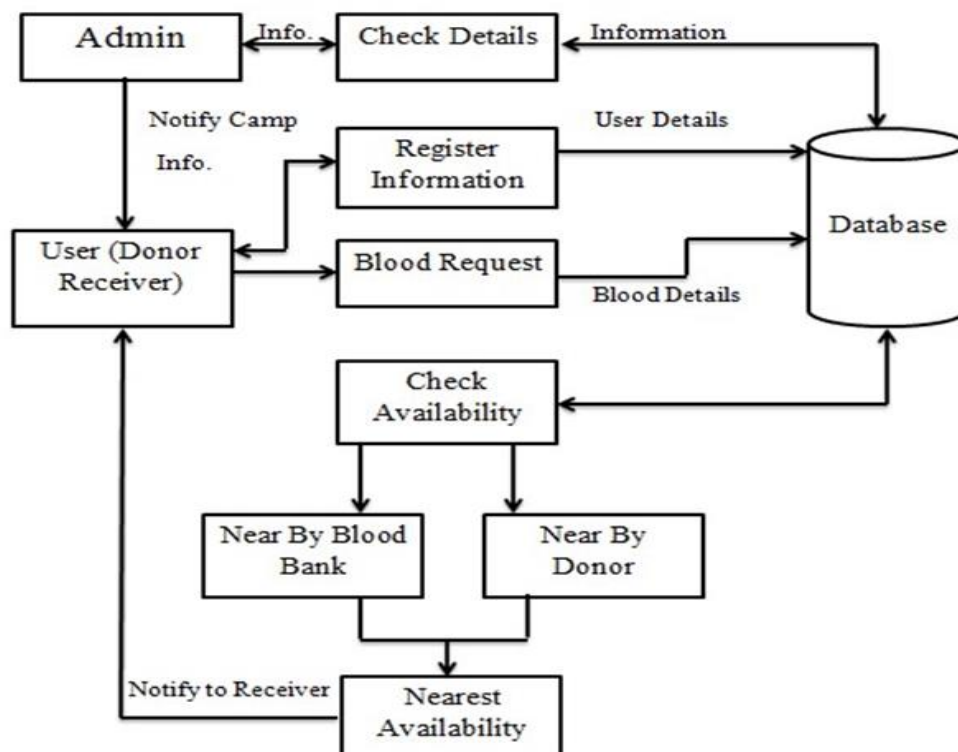 Admin
Info.
Check Details
Information
Notify Camp
Info.
Register
Information
User Details
Database
User (Donor
Receiver)
Blood Request
Blood Details
Check
Availability
Near By Blood
Bank
Near By
Donor
Notify to Receiver
Nearest
Availability